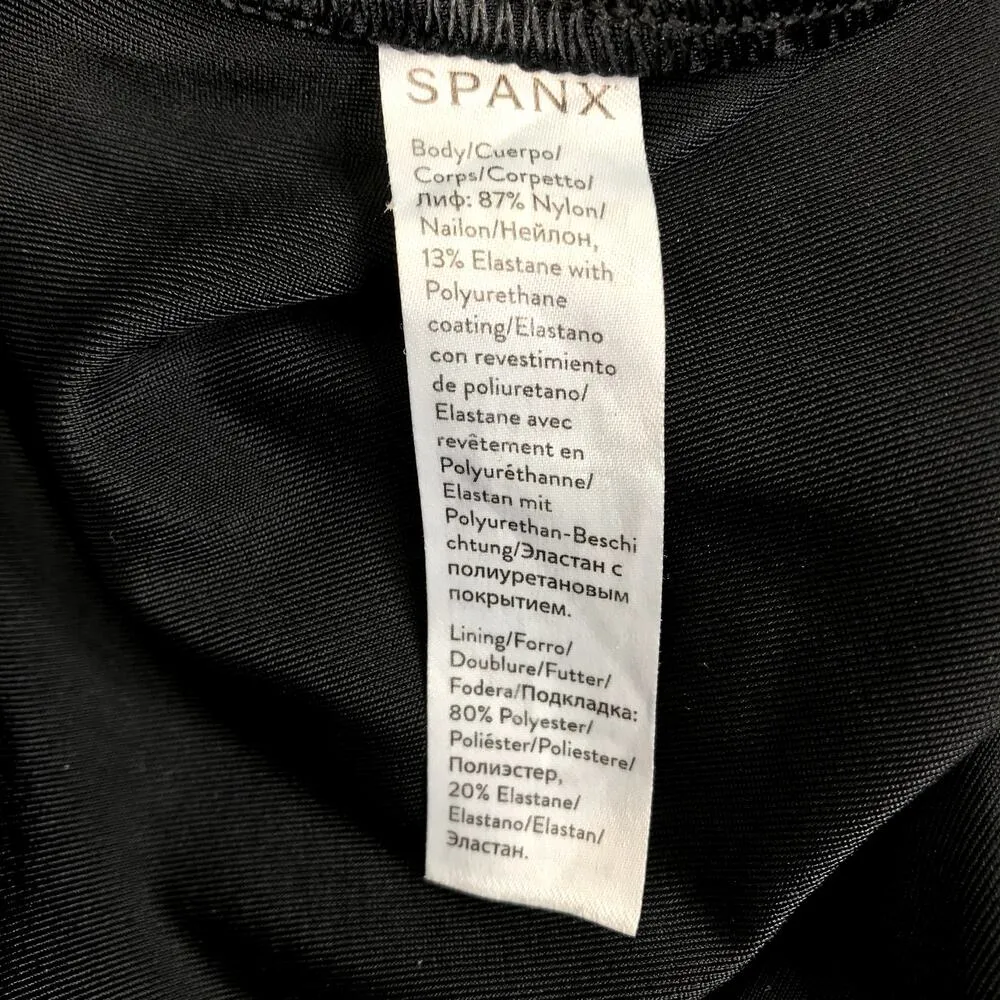 SPANX
Body/Cuerpo/
Corps/Corpetto/
лиф: 87% Nylon/
Nailon/Нейлон,
13% Elastane with
Polyurethane
coating/Elastano
con revestimiento
de poliuretano/
Elastane avec
revêtement en
Polyuréthanne/
Elastan mit
Polyurethan-Beschi
chtung/Эластан с
полиуретановым
покрытием.
Lining/Forro/
Doublure/Futter/
Fodera/Подкладка:
80% Polyester/
Poliéster/Poliestere/
Полиэстер,
20% Elastane/
Elastano/Elastan/
Эластан.